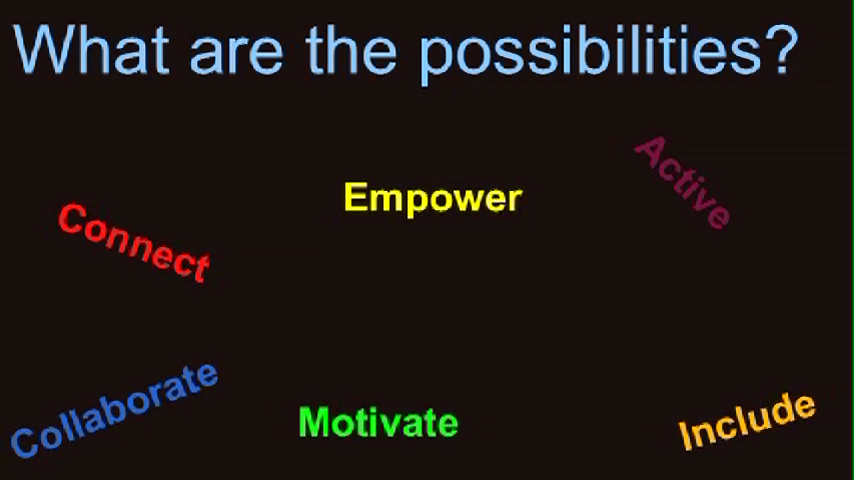 What are the possibilities?
Active
Empower
Connect
Collaborate
Motivate
Include